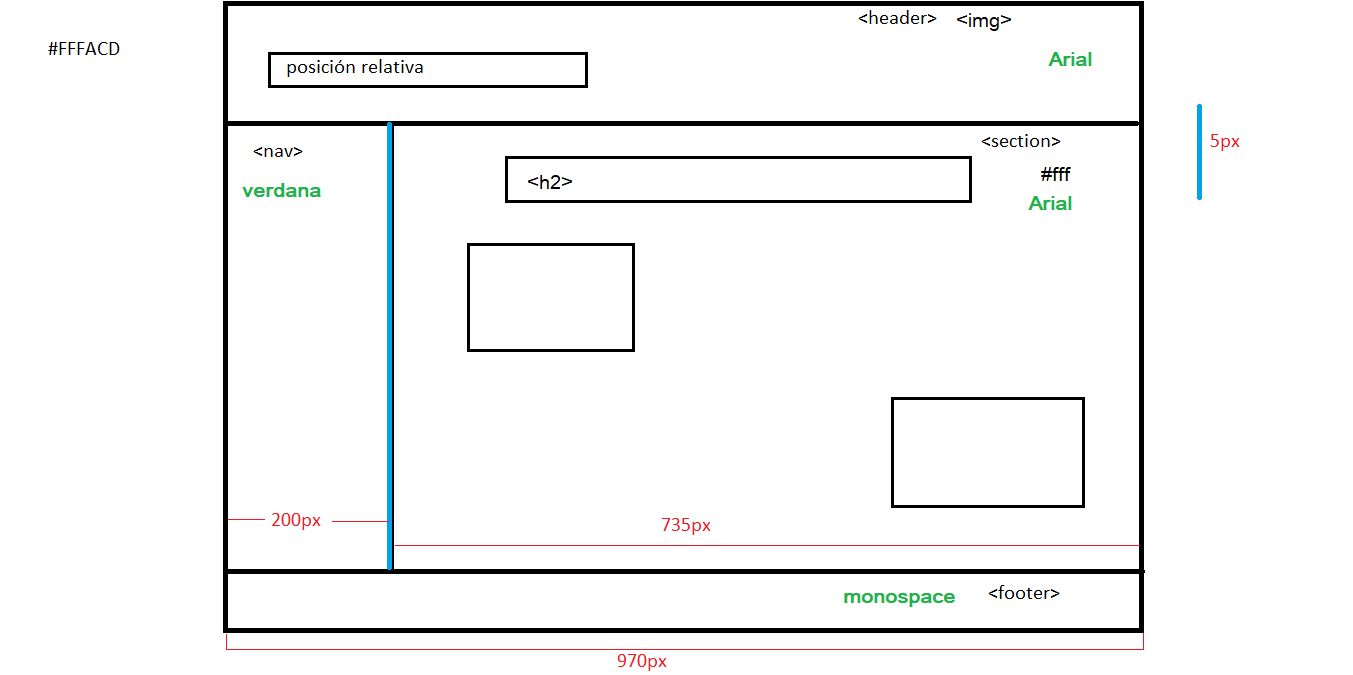 <header> <img>
#FFFACD
Arial
posición relativa
5px
<nav>
<section>
verdana
<h2>
#fff
Arial
200px
735px
monospace <footer>
970px